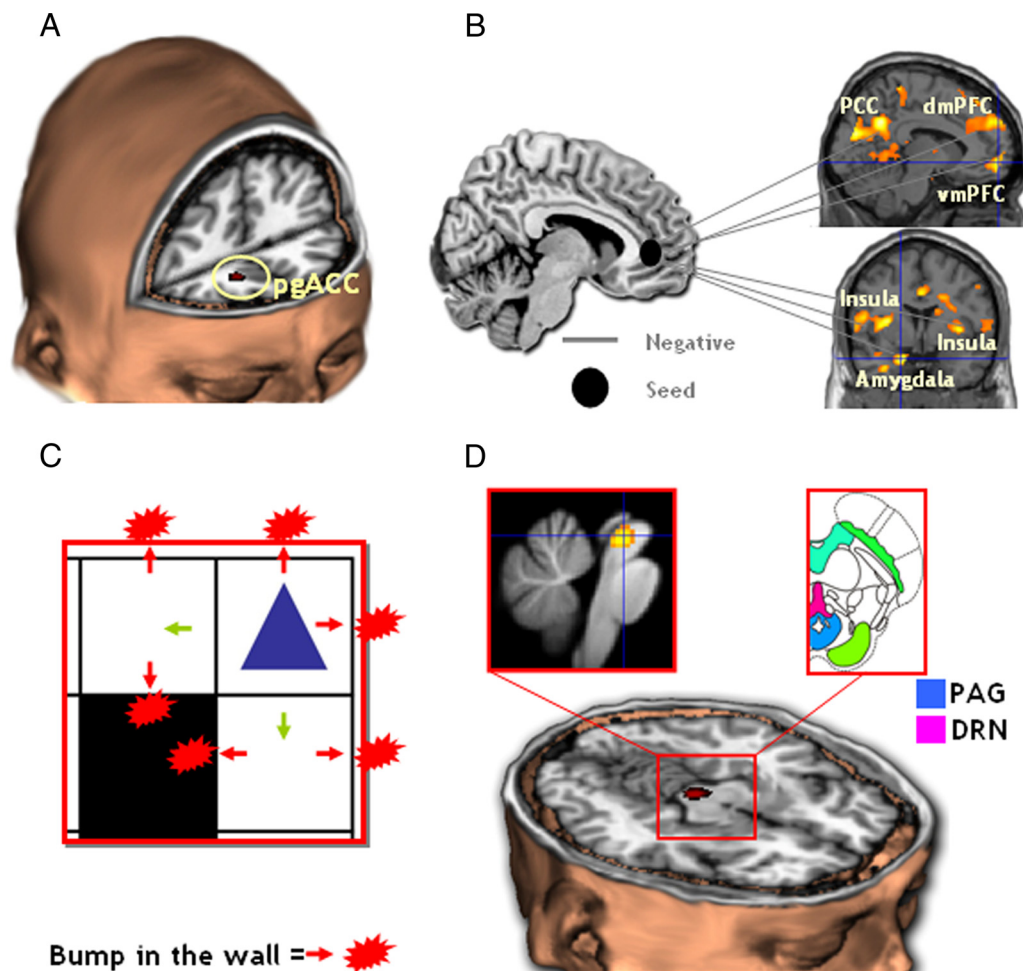 A
B
pgACC
PCC
dmPFC
vmPFC
Insula
Insula
Amygdala
Negative
Seed
C
D
PAG
DRN
Bump in the wall =